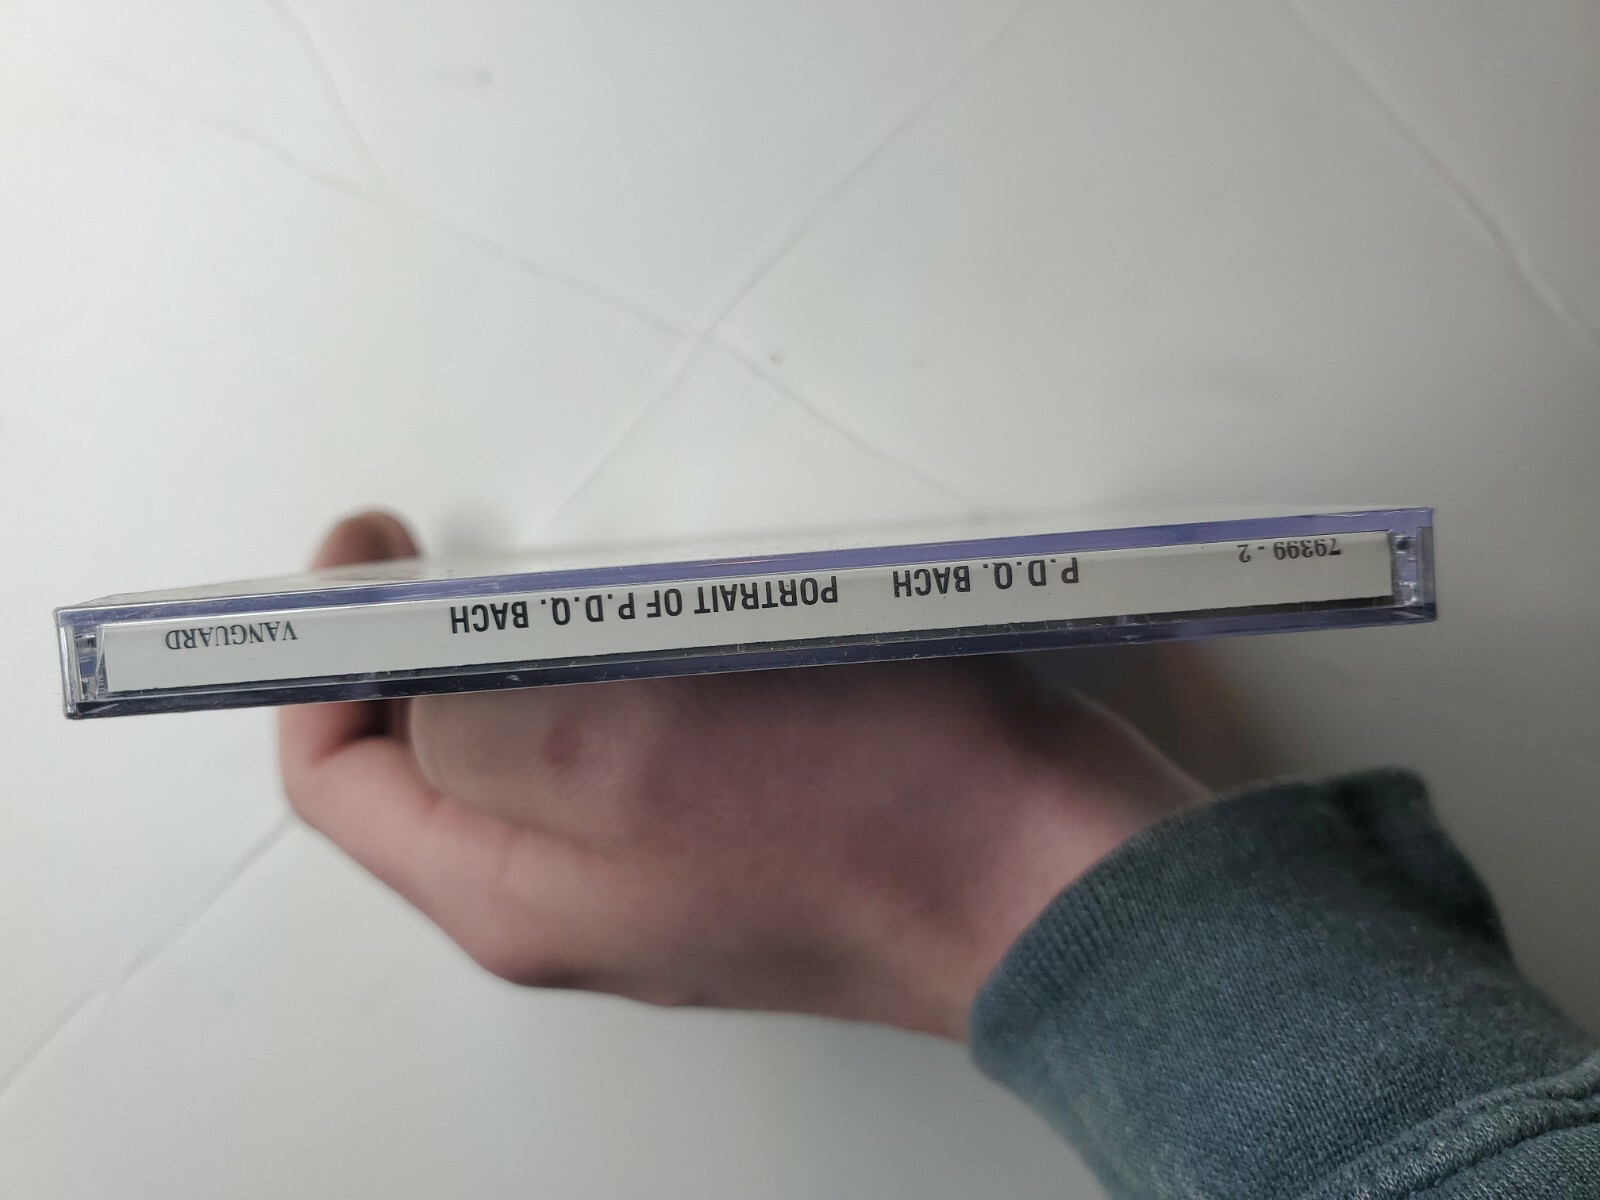 79399 - 2 P.D.Q. BACH PORTRAIT OF P.D.Q. BACH VANGUARD